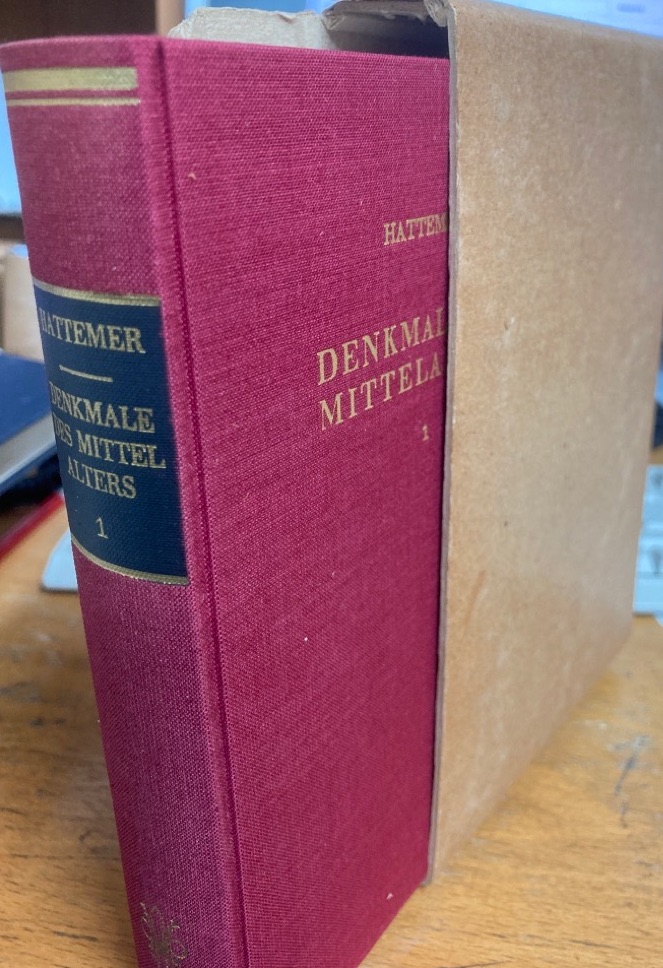 HATTEMER
DENKMALE
DES MITTEL
ALTERS
1
HATTEM
DENKMAL
MITTELA
1